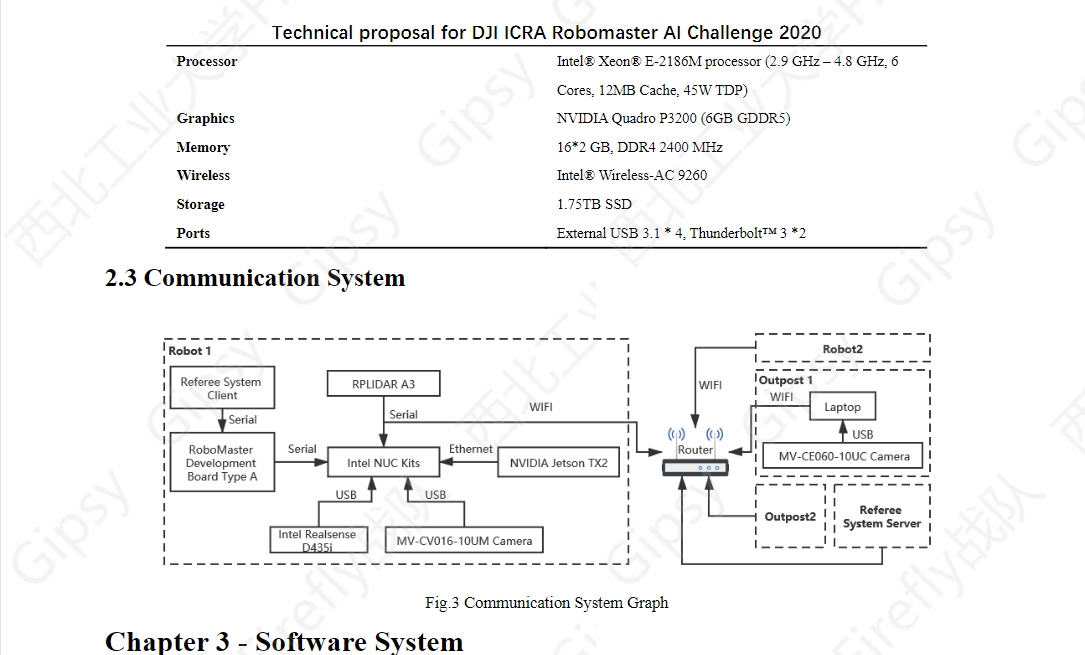 Technical proposal for DJI ICRA Robomaster AI Challenge 2020
Processor Intel® Xeon® E-2186M processor (2.9 GHz – 4.8 GHz, 6
Cores, 12MB Cache, 45W TDP)
Graphics NVIDIA Quadro P3200 (6GB GDDR5)
Memory 16*2 GB, DDR4 2400 MHz
Wireless Intel® Wireless-AC 9260
Storage 1.75TB SSD
Ports External USB 3.1 * 4, Thunderbolt™ 3 *2
2.3 Communication System
Robot 1
Referee System
Client
Serial
RoboMaster
Development
Board Type A
Serial
RPLIDAR A3
Serial
WIFI
Intel NUC Kits
Ethernet
NVIDIA Jetson TX2
USB
USB
Intel Realsense
D435i
MV-CV016-10UM Camera
Router
WIFI
Robot2
Outpost 1
WIFI
Laptop
USB
MV-CE060-10UC Camera
Outpost2
Referee
System Server
Fig.3 Communication System Graph
Chapter 3 - Software System
西北工业大学
Gipsy
Gipsy
Gipsy
Gipsy
Gipsy
Gipsy
Firefly战队
Firefly战队